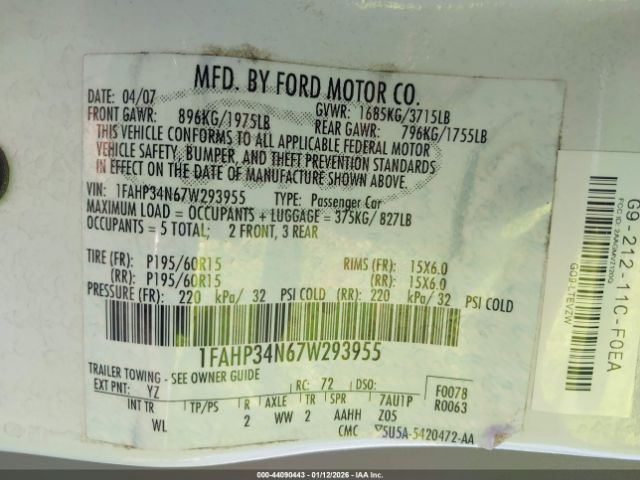 MFD. BY FORD MOTOR CO.
DATE: 04/07 GVWR: 1685KG/3715LB
FRONT GAWR: 896KG/1975LB REAR GAWR: 796KG/1755LB
THIS VEHICLE CONFORMS TO ALL APPLICABLE FEDERAL MOTOR
VEHICLE SAFETY, BUMPER, AND THEFT PREVENTION STANDARDS
IN EFFECT ON THE DATE OF MANUFACTURE SHOWN ABOVE.
VIN: 1FAHP34N67W293955 TYPE: Passenger Car
MAXIMUM LOAD = OCCUPANTS + LUGGAGE = 375KG/ 827LB
OCCUPANTS = 5 TOTAL; 2 FRONT, 3 REAR
TIRE (FR): P195/60R15 RIMS (FR): 15X6.0
(RR): P195/60R15 (RR): 15X6.0
PRESSURE (FR): 220 kPa/ 32 PSI COLD (RR): 220 kPa/ 32 PSI COLD
1FAHP34N67W293955
TRAILER TOWING - SEE OWNER GUIDE
EXT PNT: YZ RC: 72 DSO: F0078
INT TR TP/PS R AXLE TR SPR 7AU1P R0063
WL 2 WW 2 AAHH Z05
CMC 5U5A-5420472-AA
G9-212-11C-F0EA
000-44090443 - 01/12/2026 - IAA Inc.